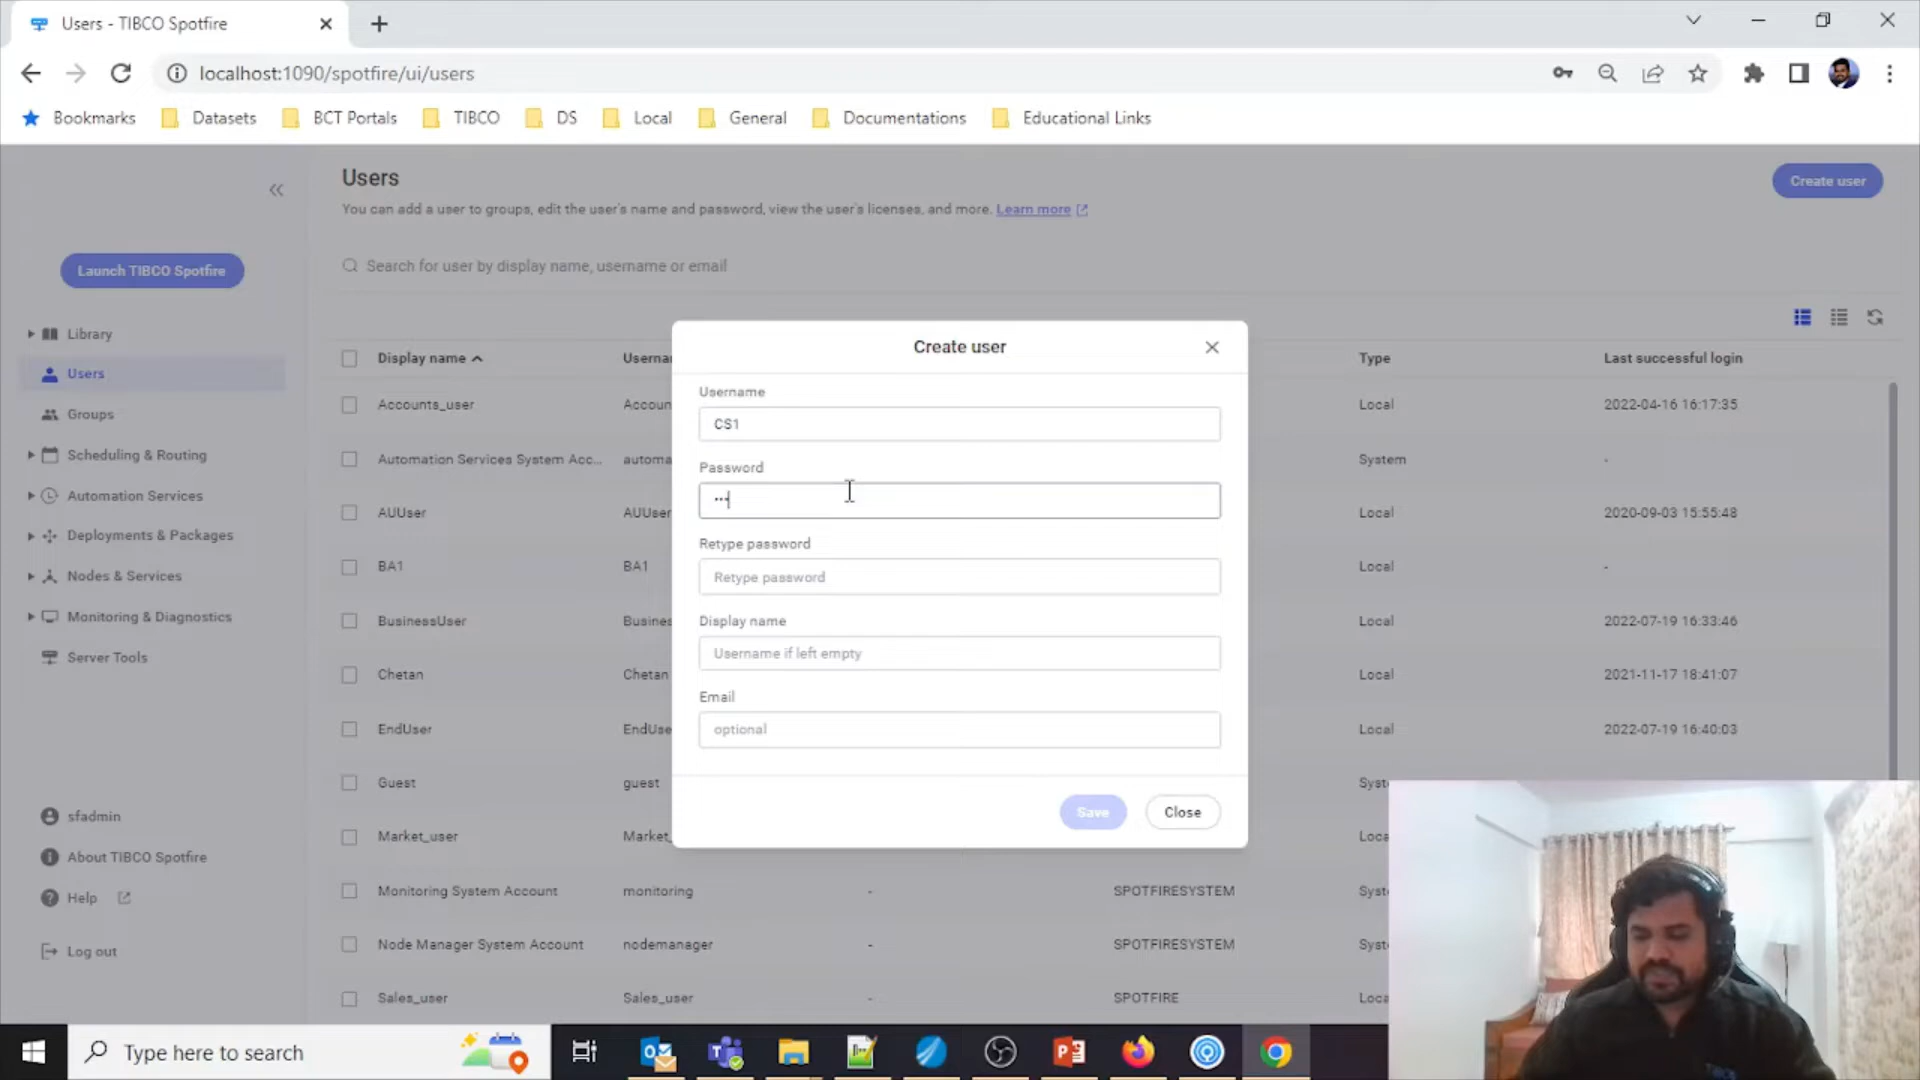 Users - TIBCO Spotfire
localhost:1090/spotfire/ui/users
Bookmarks Datasets BCT Portals TIBCO DS Local General Documentations Educational Links
Users
Create user
You can add a user to groups, edit the user's name and password, view the user's licenses, and more. Learn more
Launch TIBCO Spotfire
Search for user by display name, username or email
Library
Users
Groups
Scheduling & Routing
Automation Services
Deployments & Packages
Nodes & Services
Monitoring & Diagnostics
Server Tools
sfadmin
About TIBCO Spotfire
Help
Log out
Display name Userna Type Last successful login
Accounts_user Accoun Local 2022-04-16 16:17:35
Automation Services System Acc... automa System -
AUUser AUUser Local 2020-09-03 15:55:48
BA1 BA1 Local -
BusinessUser Busines Local 2022-07-19 16:33:46
Chetan Chetan Local 2021-11-17 18:41:07
EndUser EndUse Local 2022-07-19 16:40:03
Guest guest Syst
Market_user Market_ Loca
Monitoring System Account monitoring - SPOTFIRESYSTEM Syst
Node Manager System Account nodemanager - SPOTFIRESYSTEM Syst
Sales_user Sales_user - SPOTFIRE Loca
Create user
Username
CS1
Password
•••
Retype password
Retype password
Display name
Username if left empty
Email
optional
Save Close
Type here to search